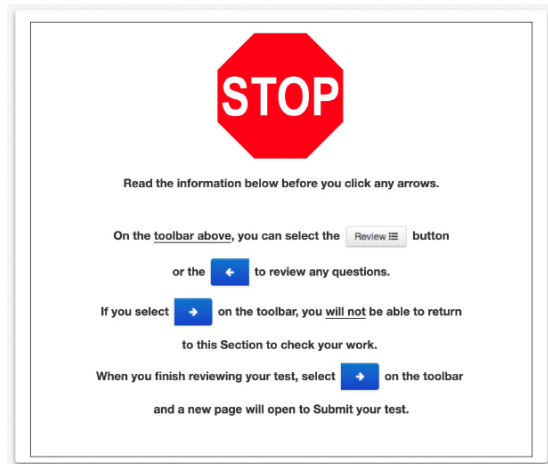 STOP
Read the information below before you click any arrows.
On the toolbar above, you can select the Review button
or the to review any questions.
If you select on the toolbar, you will not be able to return
to this Section to check your work.
When you finish reviewing your test, select on the toolbar
and a new page will open to Submit your test.